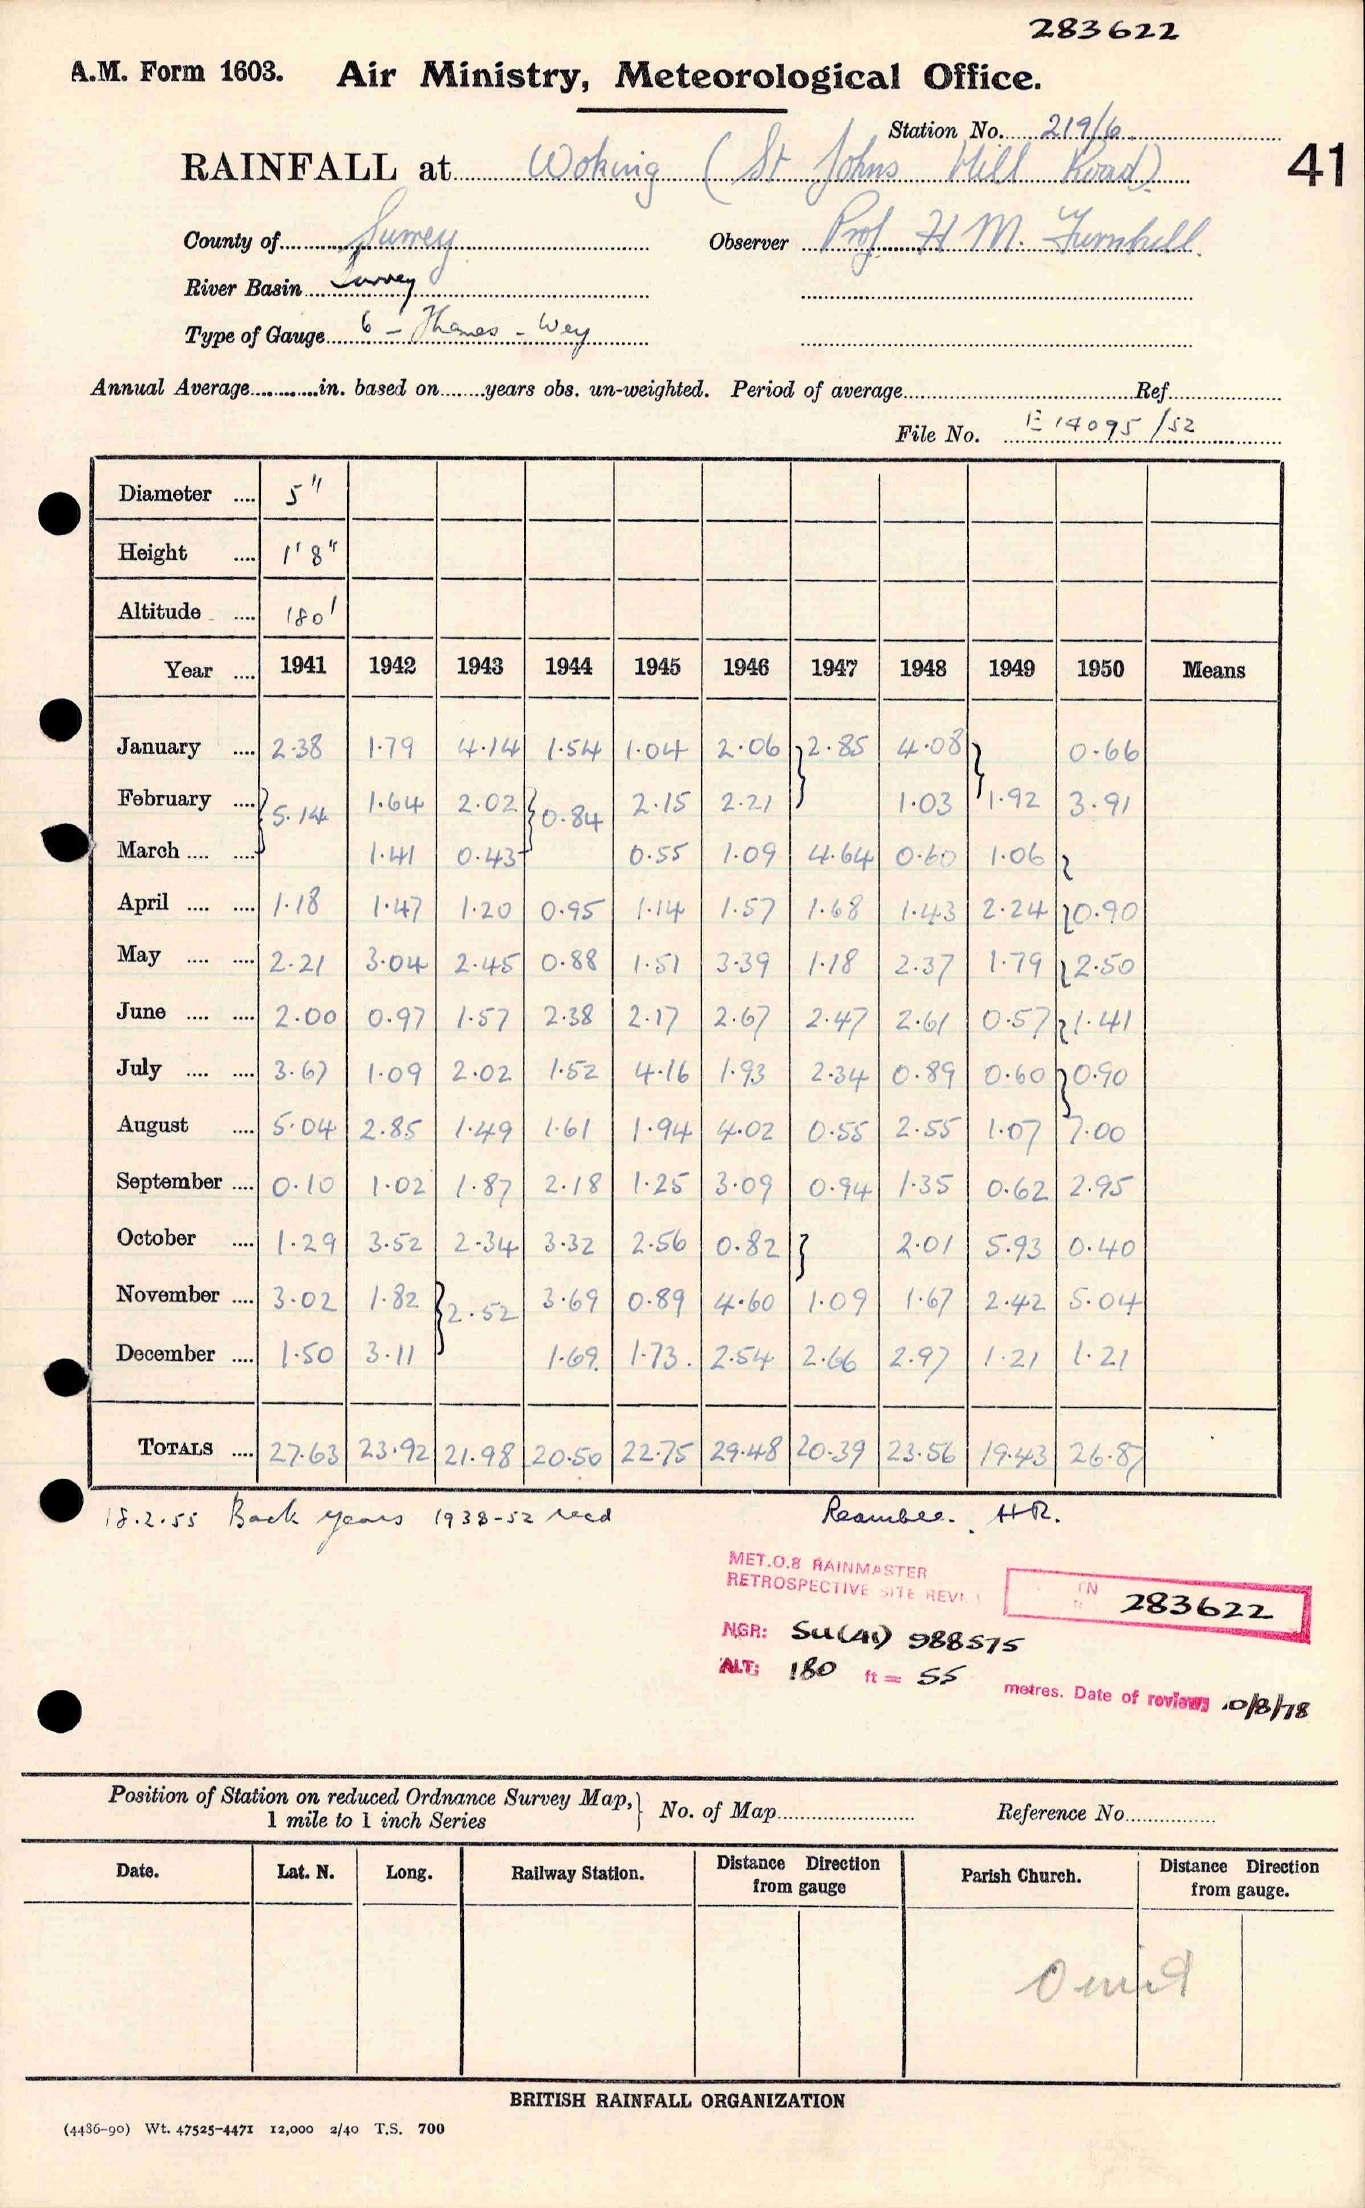 283622
A.M. Form 1603. Air Ministry, Meteorological Office.
Station No. 219/6
RAINFALL at Woking (St Johns Hill Road) 41
County of Surrey Observer Prof. H M. Turnbull.
River Basin Surrey
Type of Gauge 6 - Thames - Wey
Annual Average in. based on years obs. un-weighted. Period of average Ref
File No. E 14095/52
Diameter 5"
Height 1' 8"
Altitude 180'
Year 1941 1942 1943 1944 1945 1946 1947 1948 1949 1950 Means
January 2.38 1.79 4.14 1.54 1.04 2.06 2.85 4.08 0.66
February 5.14 1.64 2.02 0.84 2.15 2.21 1.03 1.92 3.91
March 1.41 0.43 0.55 1.09 4.64 0.60 1.06
April 1.18 1.47 1.20 0.95 1.14 1.57 1.68 1.43 2.24 0.90
May 2.21 3.04 2.45 0.88 1.51 3.39 1.18 2.37 1.79 2.50
June 2.00 0.97 1.57 2.38 2.17 2.67 2.47 2.61 0.57 1.41
July 3.67 1.09 2.02 1.52 4.16 1.93 2.34 0.89 0.60 0.90
August 5.04 2.85 1.49 1.61 1.94 4.02 0.55 2.55 1.07 7.00
September 0.10 1.02 1.87 2.18 1.25 3.09 0.94 1.35 0.62 2.95
October 1.29 3.52 2.34 3.32 2.56 0.82 2.01 5.93 0.40
November 3.02 1.82 2.52 3.69 0.89 4.60 1.09 1.67 2.42 5.04
December 1.50 3.11 1.69 1.73 2.54 2.66 2.97 1.21 1.21
TOTALS 27.63 23.92 21.98 20.50 22.75 29.48 20.39 23.56 19.43 26.87
18.2.55 Back years 1938-52 recd HR.
MET.O.8 RAINMASTER
RETROSPECTIVE SITE
283622
NGR: SU(41) 988575
ALT: 180 ft = 55 metres. Date of review 10/8/78
Position of Station on reduced Ordnance Survey Map, No. of Map Reference No.
1 mile to 1 inch Series
Date. Lat. N. Long. Railway Station. Distance Direction from gauge Parish Church. Distance Direction from gauge.
Omit
BRITISH RAINFALL ORGANIZATION
(4486-90) Wt. 47525-4471 12,000 2/40 T.S. 700